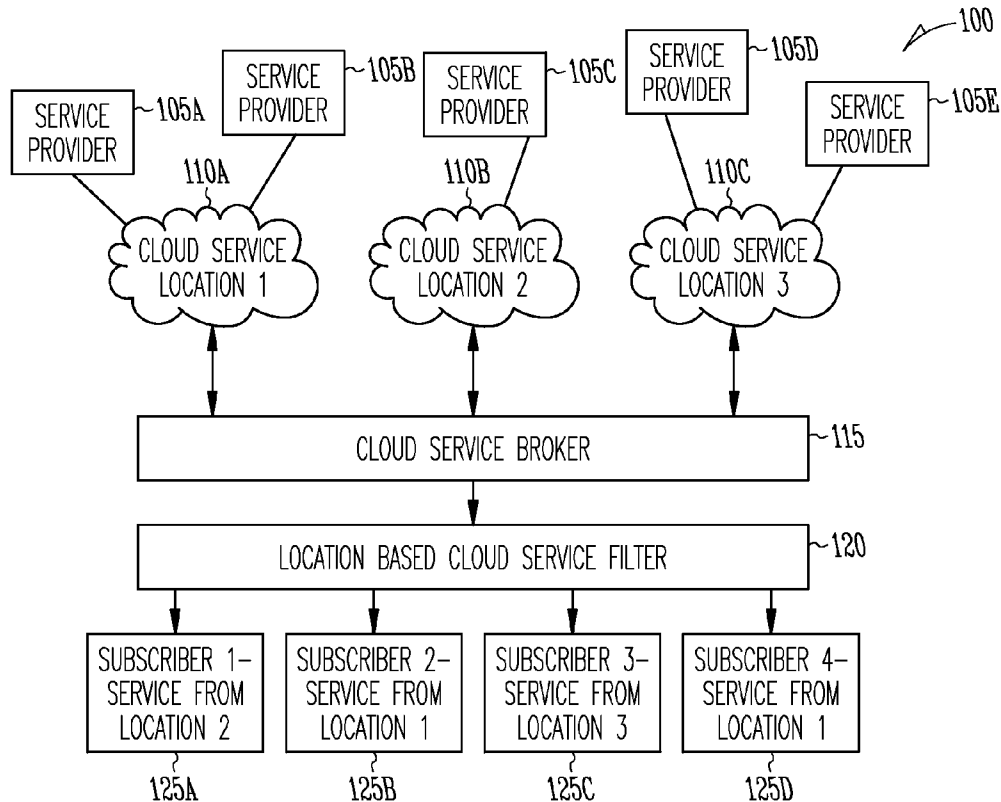 100
SERVICE
PROVIDER
105A
SERVICE
PROVIDER
105B
SERVICE
PROVIDER
105C
SERVICE
PROVIDER
105D
SERVICE
PROVIDER
105E
110A
CLOUD SERVICE
LOCATION 1
110B
CLOUD SERVICE
LOCATION 2
110C
CLOUD SERVICE
LOCATION 3
CLOUD SERVICE BROKER
115
LOCATION BASED CLOUD SERVICE FILTER
120
SUBSCRIBER 1-
SERVICE FROM
LOCATION 2
125A
SUBSCRIBER 2-
SERVICE FROM
LOCATION 1
125B
SUBSCRIBER 3-
SERVICE FROM
LOCATION 3
125C
SUBSCRIBER 4-
SERVICE FROM
LOCATION 1
125D